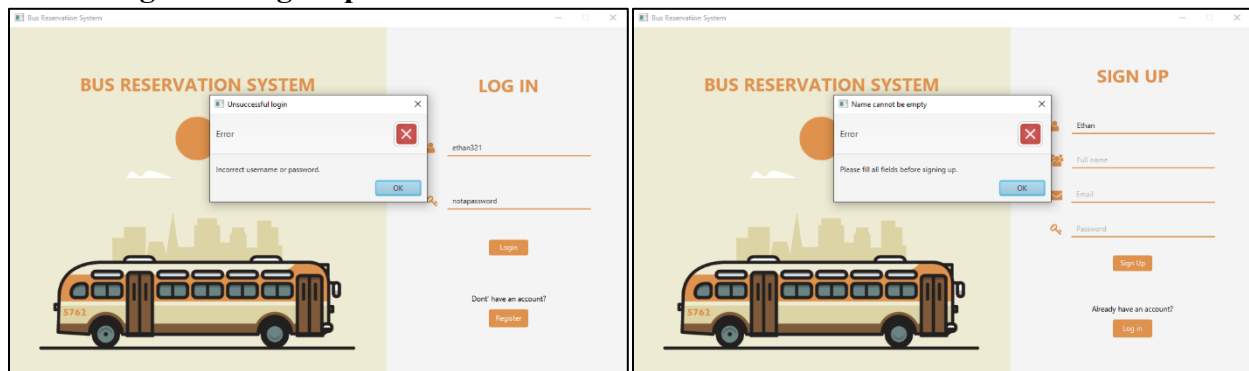 Bus Reservation System
BUS RESERVATION SYSTEM
Unsuccessful login
Error
Incorrect username or password.
OK
5762
LOG IN
ethan321
notapassword
Login
Dont' have an account?
Register
Bus Reservation System
BUS RESERVATION SYSTEM
Name cannot be empty
Error
Please fill all fields before signing up.
OK
5762
SIGN UP
Ethan
Full name
Email
Password
Sign Up
Already have an account?
Log in